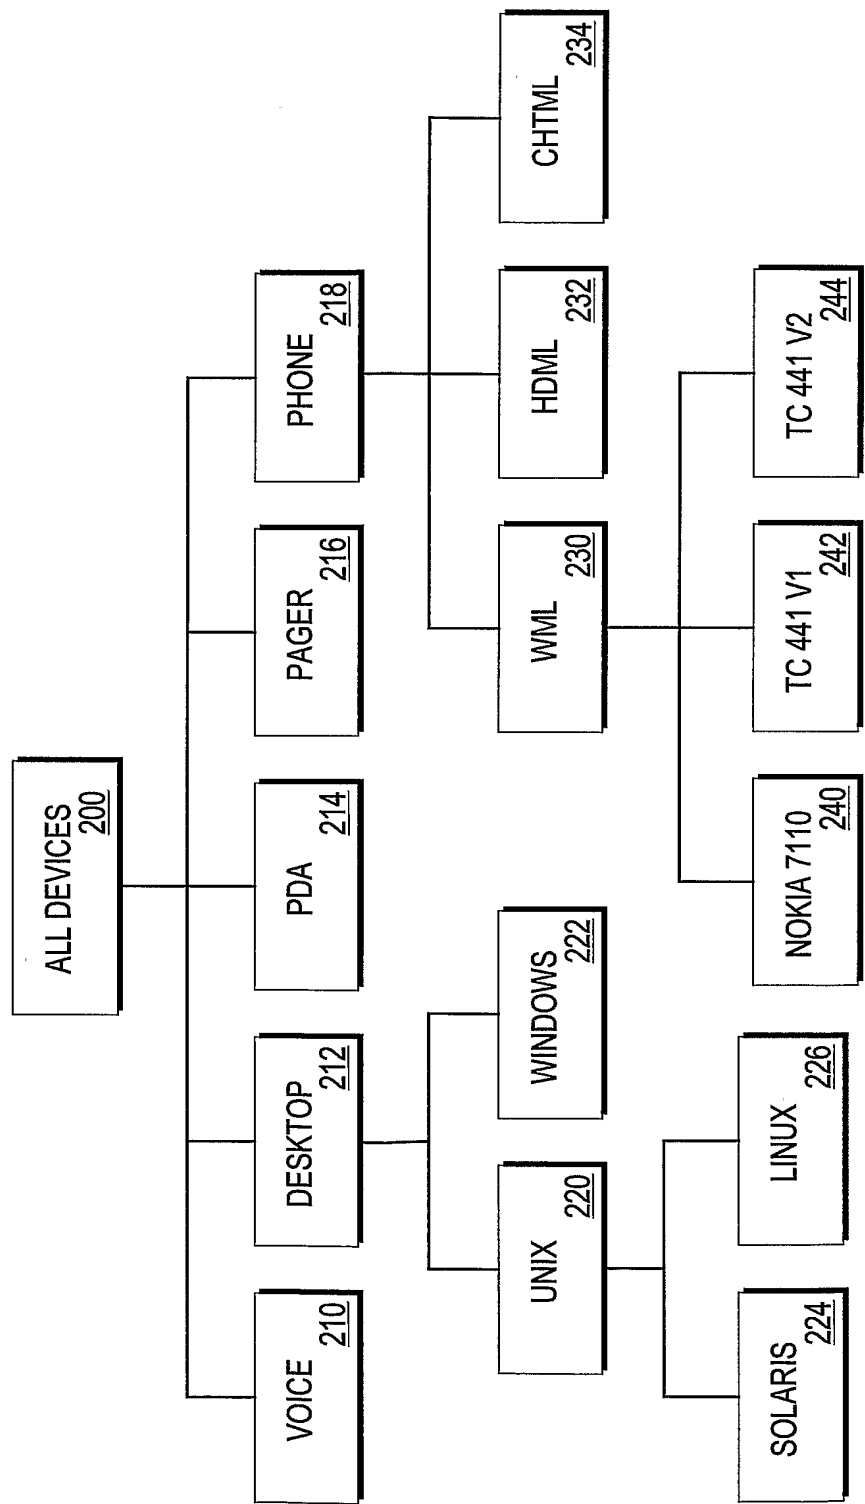 ALL DEVICES
200
VOICE
210
DESKTOP
212
PDA
214
PAGER
216
PHONE
218
UNIX
220
WINDOWS
222
WML
230
HDML
232
CHTML
234
SOLARIS
224
LINUX
226
NOKIA 7110
240
TC 441 V1
242
TC 441 V2
244